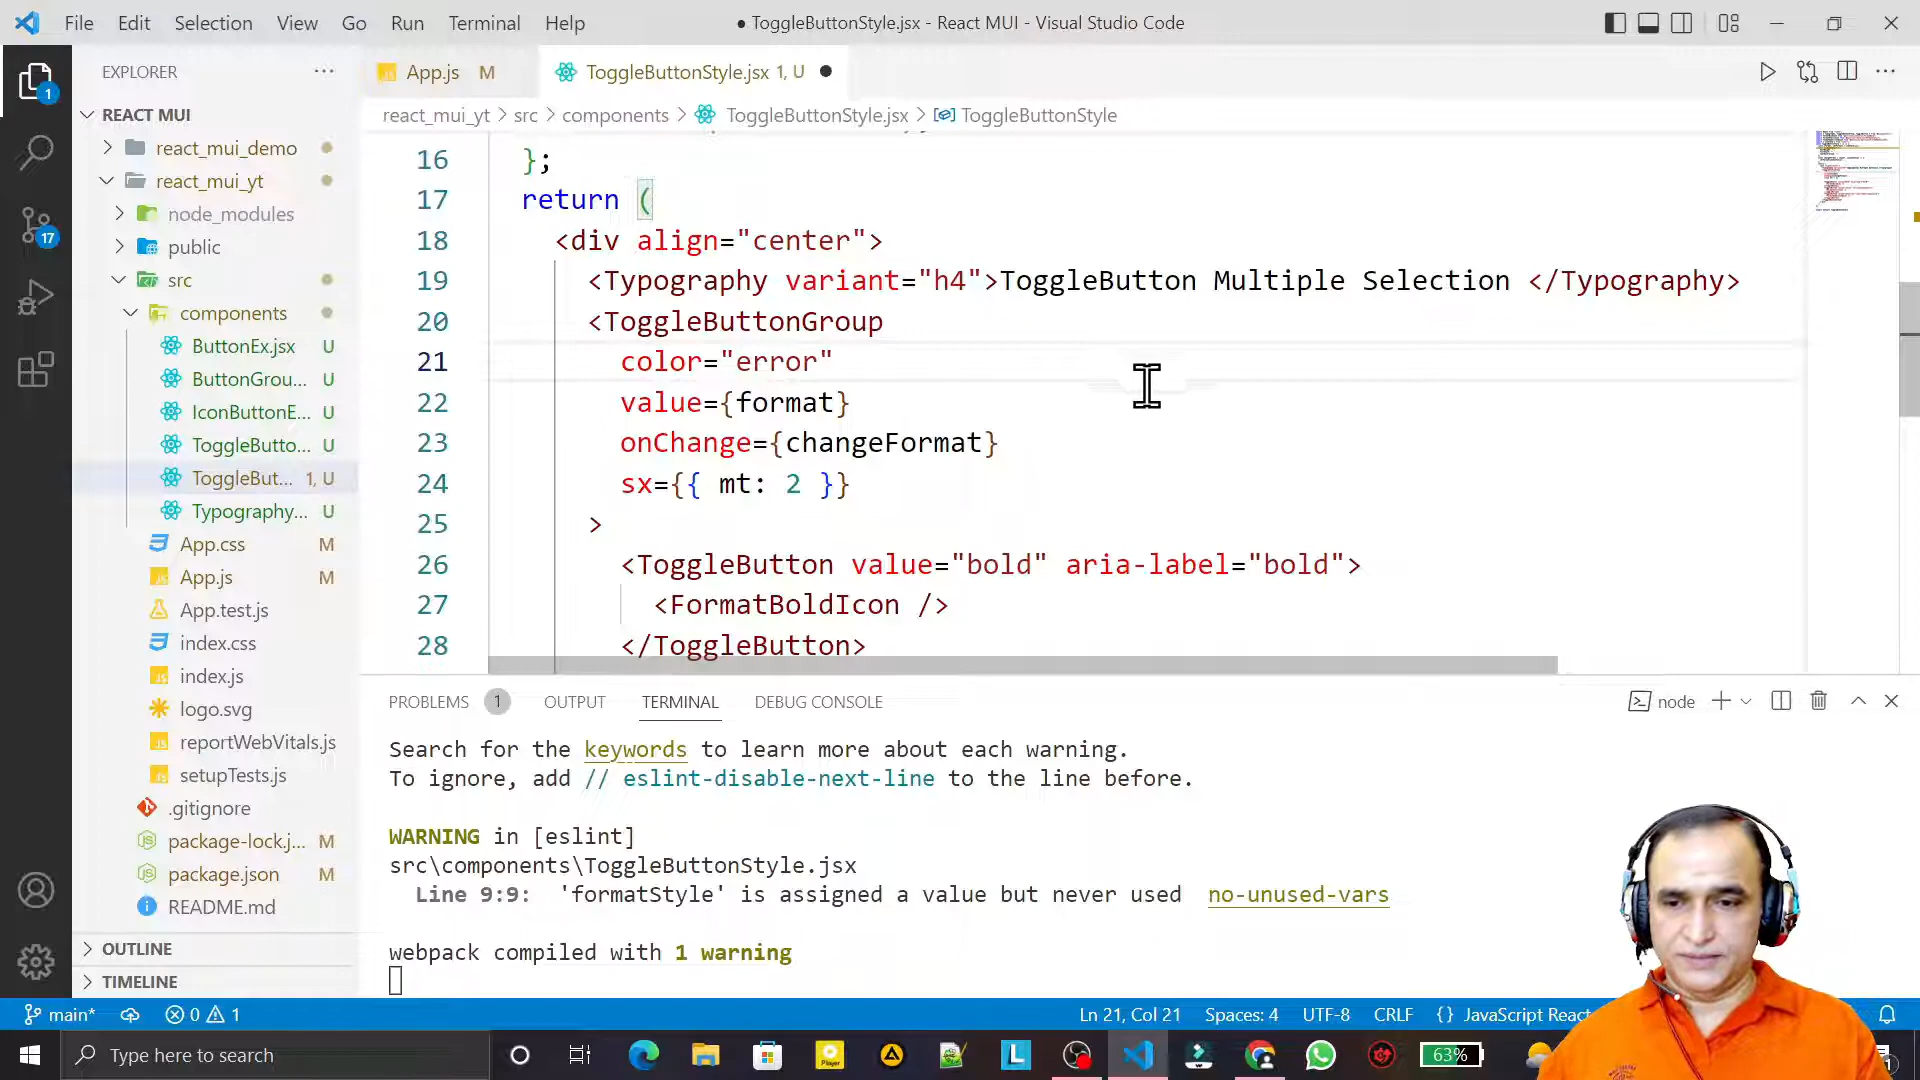 File Edit Selection View Go Run Terminal Help
● ToggleButtonStyle.jsx - React MUI - Visual Studio Code
EXPLORER
App.js M
ToggleButtonStyle.jsx 1, U
react_mui_yt > src > components > ToggleButtonStyle.jsx > ToggleButtonStyle
1
17
REACT MUI
react_mui_demo
react_mui_yt
node_modules
public
src
components
ButtonEx.jsx U
ButtonGrou... U
IconButtonE... U
ToggleButto... U
ToggleBut... 1, U
Typography... U
App.css M
App.js M
App.test.js
index.css
index.js
logo.svg
reportWebVitals.js
setupTests.js
.gitignore
package-lock.j... M
package.json M
README.md
OUTLINE
TIMELINE
16 };
17 return (
18 <div align="center">
19 <Typography variant="h4">ToggleButton Multiple Selection </Typography>
20 <ToggleButtonGroup
21 color="error"
22 value={format}
23 onChange={changeFormat}
24 sx={{ mt: 2 }}
25 >
26 <ToggleButton value="bold" aria-label="bold">
27 <FormatBoldIcon />
28 </ToggleButton>
PROBLEMS 1 OUTPUT TERMINAL DEBUG CONSOLE
node
Search for the keywords to learn more about each warning.
To ignore, add // eslint-disable-next-line to the line before.
WARNING in [eslint]
src\components\ToggleButtonStyle.jsx
Line 9:9: 'formatStyle' is assigned a value but never used no-unused-vars
webpack compiled with 1 warning
main* 0 1
Ln 21, Col 21 Spaces: 4 UTF-8 CRLF {} JavaScript React
Type here to search
63%